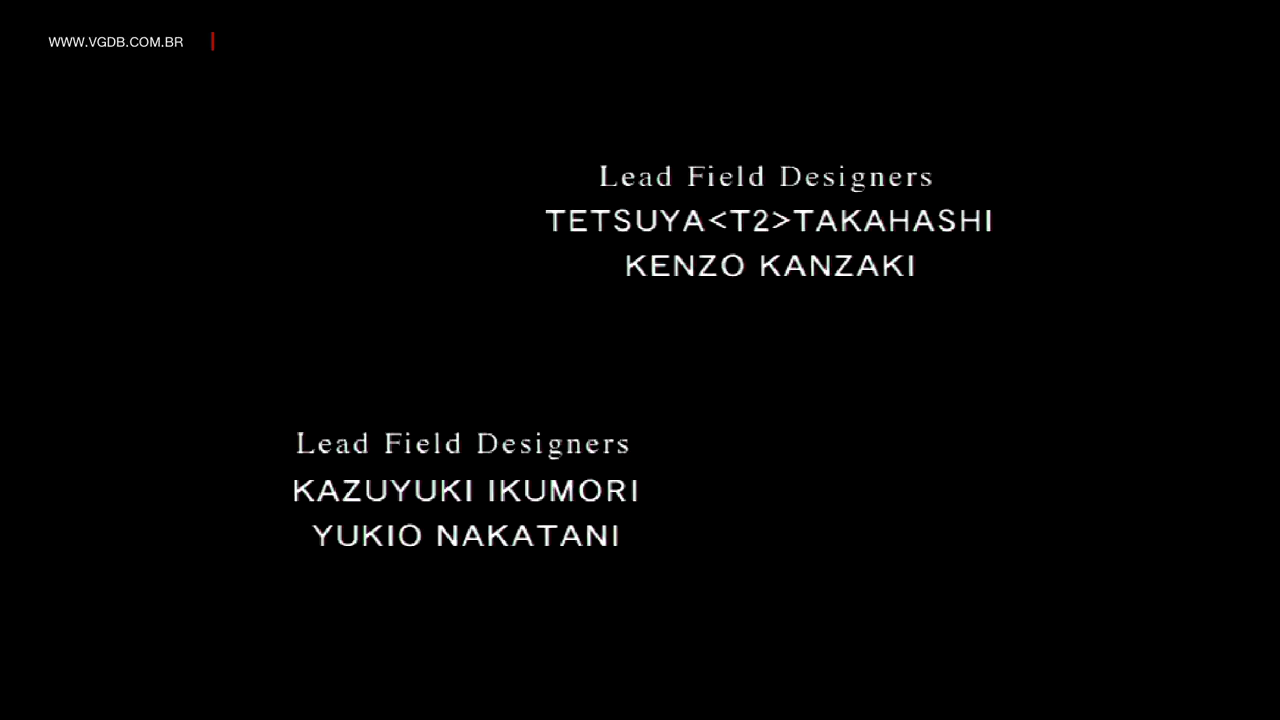 WWW.VGDB.COM.BR
Lead Field Designers
TETSUYA<T2>TAKAHASHI
KENZO KANZAKI
Lead Field Designers
KAZUYUKI IKUMORI
YUKIO NAKATANI